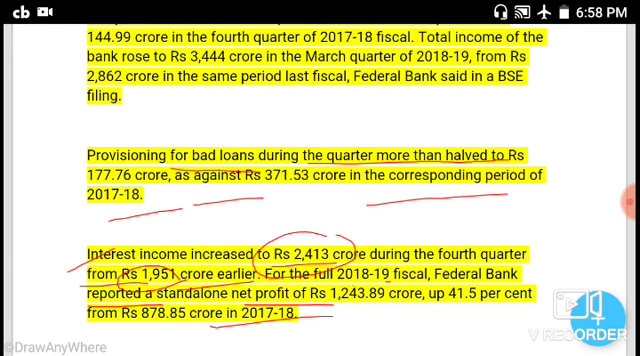 cb
6:58 PM
144.99 crore in the fourth quarter of 2017-18 fiscal. Total income of the
bank rose to Rs 3,444 crore in the March quarter of 2018-19, from Rs
2,862 crore in the same period last fiscal, Federal Bank said in a BSE
filing.
Provisioning for bad loans during the quarter more than halved to Rs
177.76 crore, as against Rs 371.53 crore in the corresponding period of
2017-18.
Interest income increased to Rs 2,413 crore during the fourth quarter
from Rs 1,951 crore earlier. For the full 2018-19 fiscal, Federal Bank
reported a standalone net profit of Rs 1,243.89 crore, up 41.5 per cent
from Rs 878.85 crore in 2017-18.
V RECORDER
@DrawAnyWhere